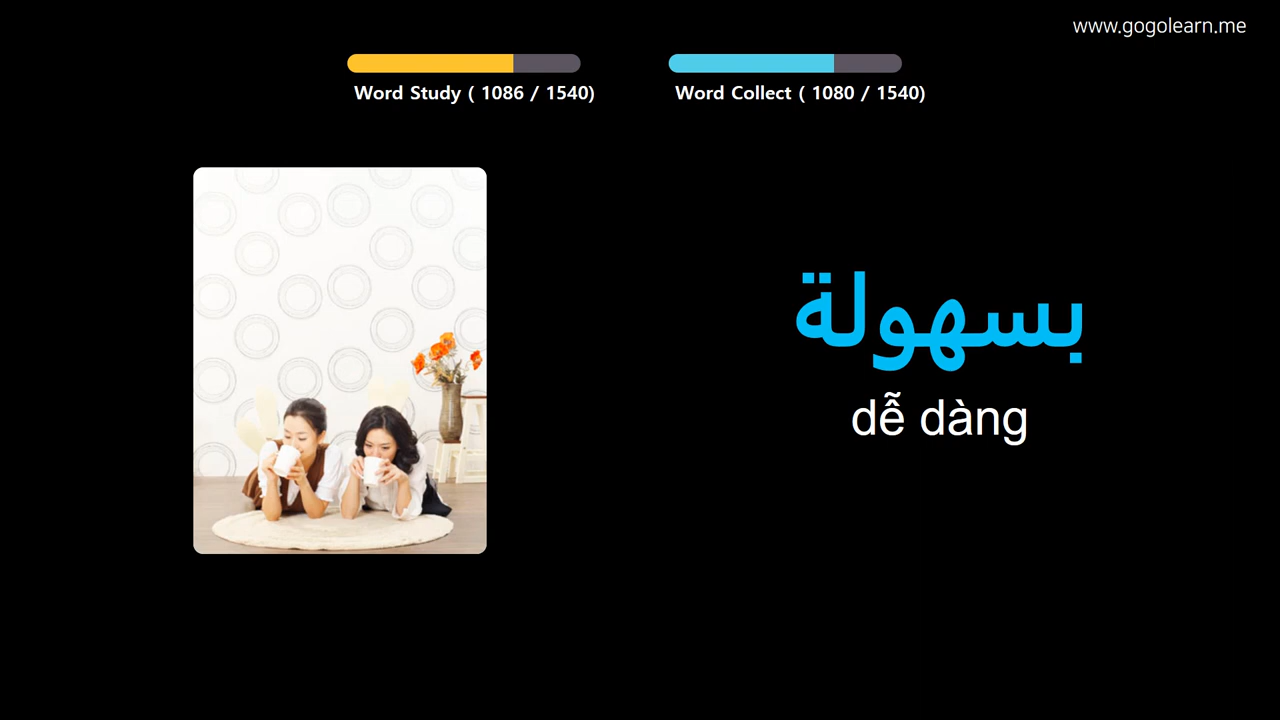 www.gogolearn.me
Word Study ( 1086 / 1540)
Word Collect ( 1080 / 1540)
بسهولة
dễ dàng